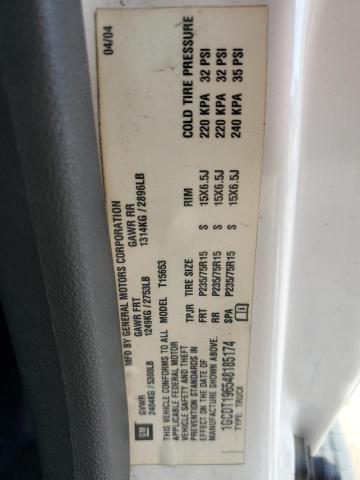 MFD BY GENERAL MOTORS CORPORATION 04/04
GM
GVWR GAWR FRT GAWR RR
2404KG / 5300LB 1249KG / 2753LB 1314KG / 2896LB
THIS VEHICLE CONFORMS TO ALL
APPLICABLE FEDERAL MOTOR
VEHICLE SAFETY AND THEFT
PREVENTION STANDARDS IN
EFFECT ON THE DATE OF
MANUFACTURE SHOWN ABOVE.
1GCDT196548185174
TYPE: TRUCK
MODEL T15653
TPJR TIRE SIZE RIM COLD TIRE PRESSURE
FRT P235/75R15 S 15X6.5J 220 KPA 32 PSI
RR P235/75R15 S 15X6.5J 220 KPA 32 PSI
SPA P235/75R15 S 15X6.5J 240 KPA 35 PSI